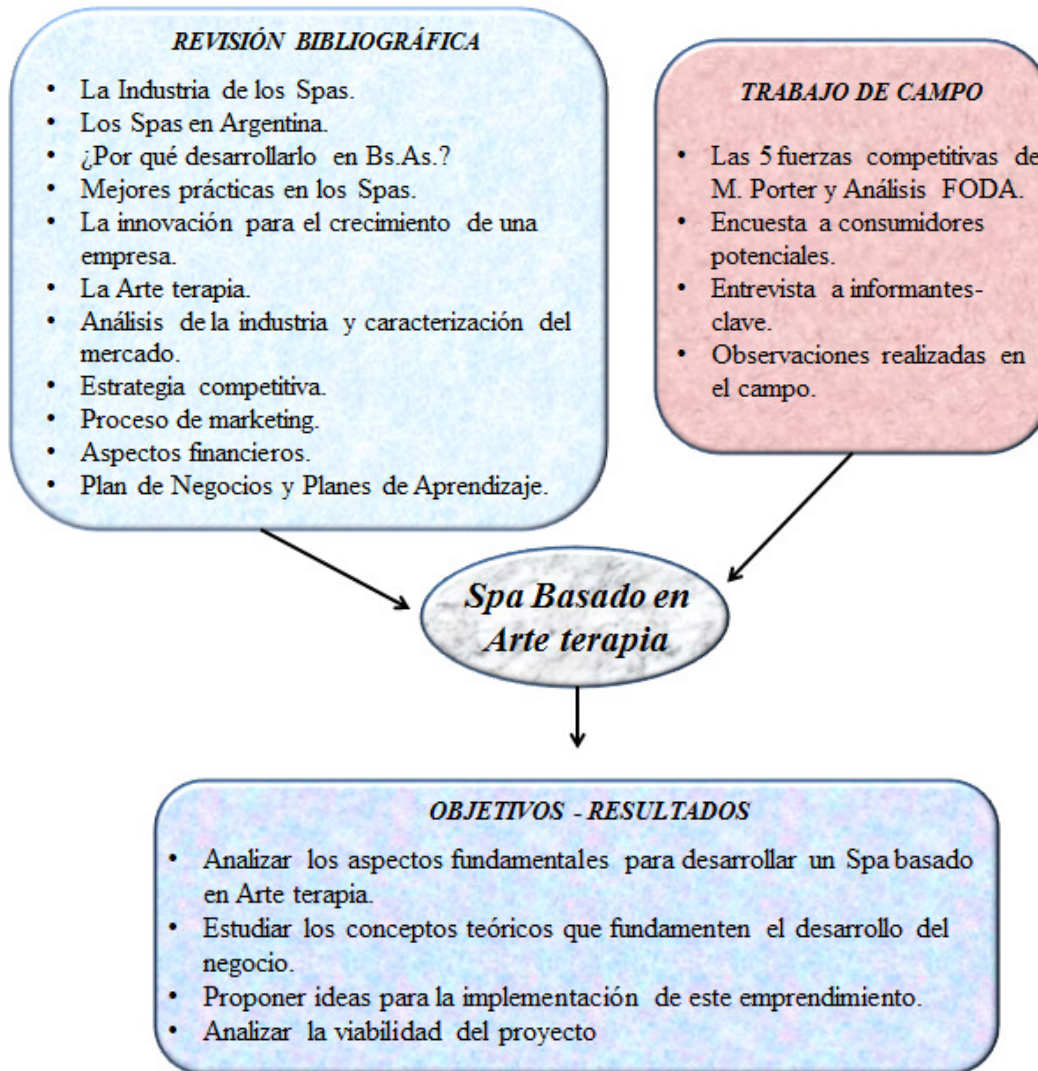 REVISIÓN BIBLIOGRÁFICA
• La Industria de los Spas.
• Los Spas en Argentina.
• ¿Por qué desarrollarlo en Bs.As.?
• Mejores prácticas en los Spas.
• La innovación para el crecimiento de una
empresa.
• La Arte terapia.
• Análisis de la industria y caracterización del
mercado.
• Estrategia competitiva.
• Proceso de marketing.
• Aspectos financieros.
• Plan de Negocios y Planes de Aprendizaje.
TRABAJO DE CAMPO
• Las 5 fuerzas competitivas de
M. Porter y Análisis FODA.
• Encuesta a consumidores
potenciales.
• Entrevista a informantes-
clave.
• Observaciones realizadas en
el campo.
Spa Basado en
Arte terapia
OBJETIVOS - RESULTADOS
• Analizar los aspectos fundamentales para desarrollar un Spa basado
en Arte terapia.
• Estudiar los conceptos teóricos que fundamenten el desarrollo del
negocio.
• Proponer ideas para la implementación de este emprendimiento.
• Analizar la viabilidad del proyecto